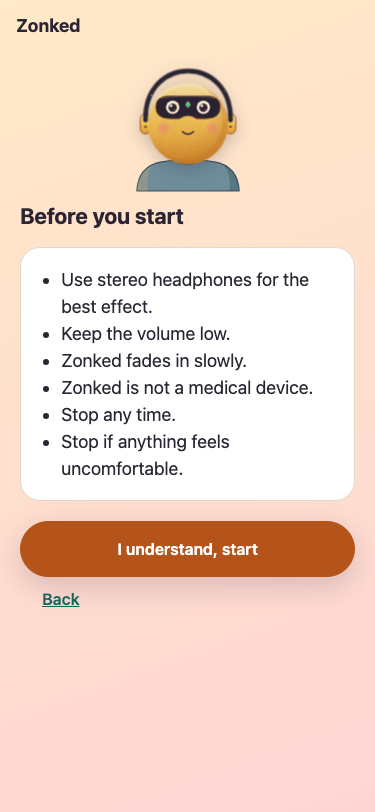 Zonked
Before you start
• Use stereo headphones for the
best effect.
• Keep the volume low.
• Zonked fades in slowly.
• Zonked is not a medical device.
• Stop any time.
• Stop if anything feels
uncomfortable.
I understand, start
Back